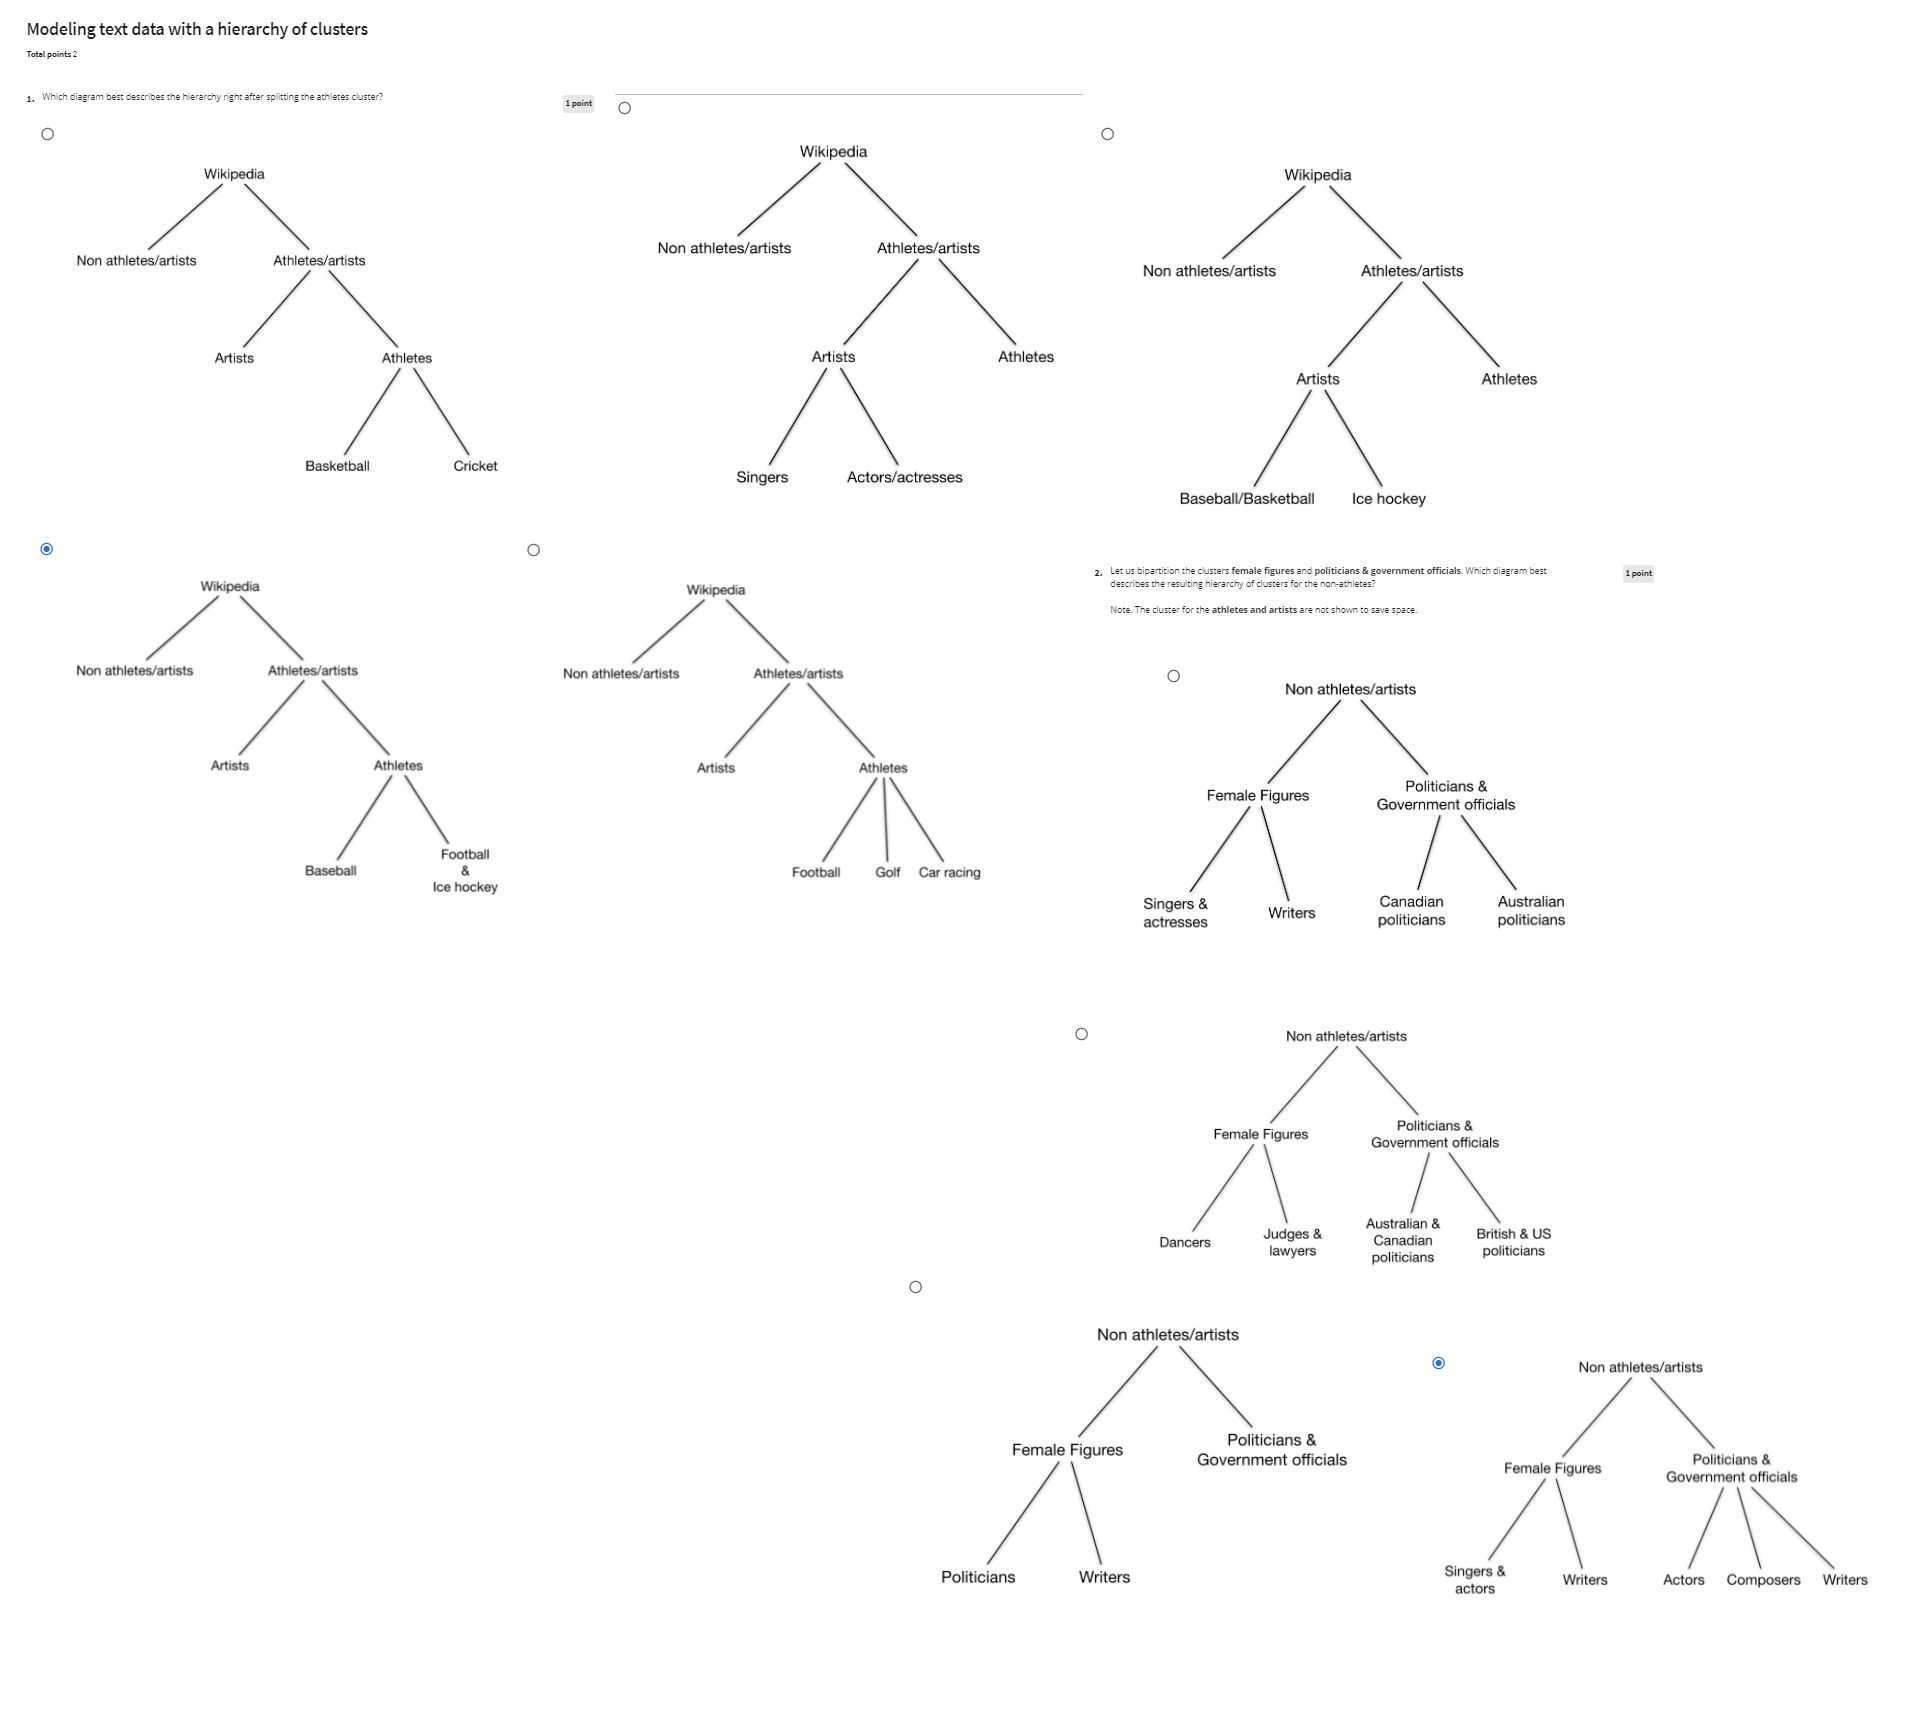 Modeling text data with a hierarchy of clusters
Total points 2
1. Which diagram best describes the hierarchy right after splitting the athletes cluster?
1 point
Wikipedia
Non athletes/artists Athletes/artists
Artists Athletes
Basketball Cricket
Wikipedia
Non athletes/artists Athletes/artists
Artists Athletes
Singers Actors/actresses
Wikipedia
Non athletes/artists Athletes/artists
Artists Athletes
Baseball/Basketball Ice hockey
Wikipedia
Non athletes/artists Athletes/artists
Artists Athletes
Baseball
Football
&
Ice hockey
Wikipedia
Non athletes/artists Athletes/artists
Artists Athletes
Football Golf Car racing
2. Let us bipartition the clusters female figures and politicians & government officials. Which diagram best
describes the resulting hierarchy of clusters for the non-athletes?
1 point
Note. The cluster for the athletes and artists are not shown to save space.
Non athletes/artists
Female Figures
Politicians &
Government officials
Singers &
actresses
Writers
Canadian
politicians
Australian
politicians
Non athletes/artists
Female Figures
Politicians &
Government officials
Dancers
Judges &
lawyers
Australian &
Canadian
politicians
British & US
politicians
Non athletes/artists
Female Figures
Politicians &
Government officials
Politicians Writers
Non athletes/artists
Female Figures
Politicians &
Government officials
Singers &
actors
Writers
Actors Composers Writers